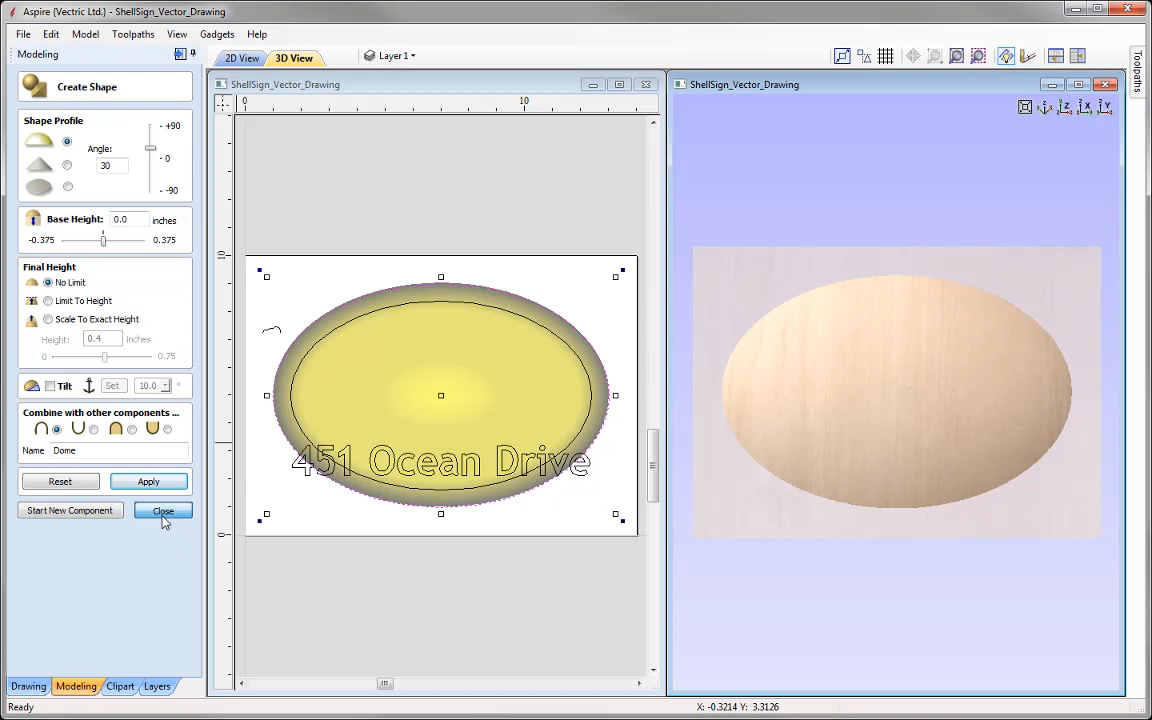 Aspire {Vectric Ltd.} - ShellSign_Vector_Drawing
File Edit Model Toolpaths View Gadgets Help
Modeling
2D View 3D View Layer1
Create Shape
ShellSign_Vector_Drawing
ShellSign_Vector_Drawing
Toolpaths
0 10
Shape Profile
+90
Angle:
0
30
-90
Base Height: 0.0 inches
-0.375 0.375
10
Final Height
No Limit
Limit To Height
Scale To Exact Height
Height: 0.4 inches
0 0.75
Tilt Set 10.0 °
Combine with other components ...
Name Dome
451 Ocean Drive
Reset Apply
Start New Component Close
0
Z Z X Y
Drawing Modeling Clipart Layers
Ready X: -0.3214 Y: 3.3126